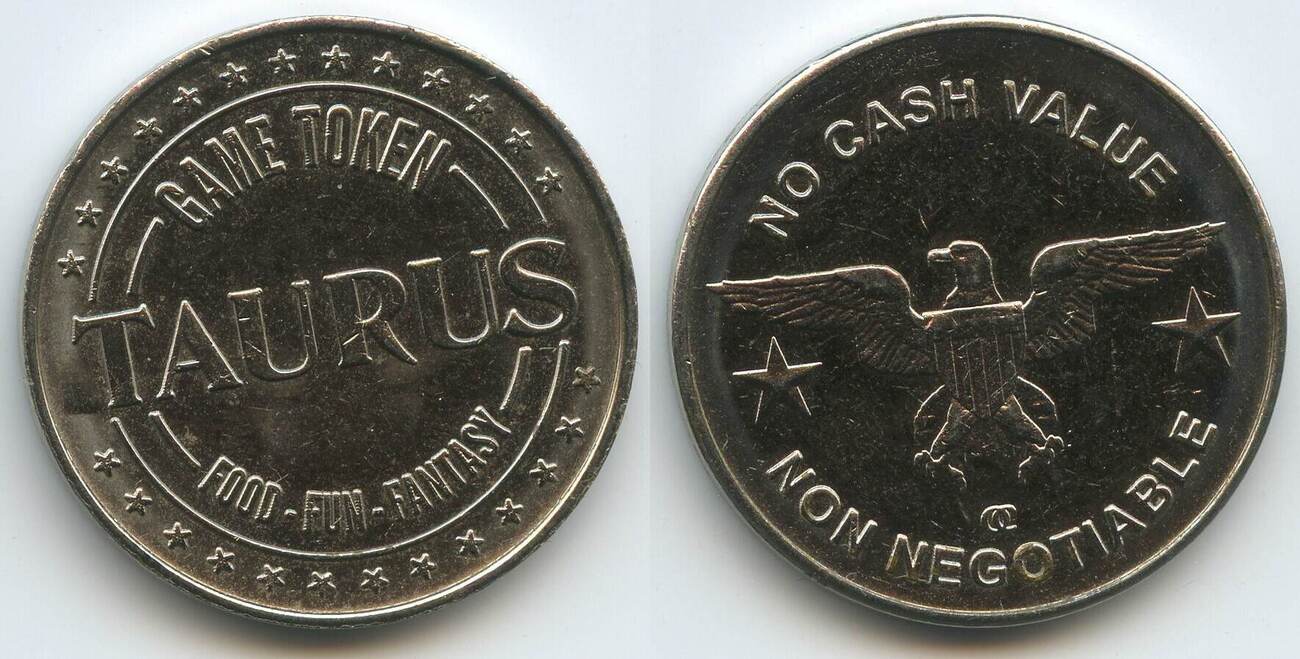 GAME TOKEN
TAURUS
FOOD - FUN - FANTASY
NO CASH VALUE
NON NEGOTIABLE